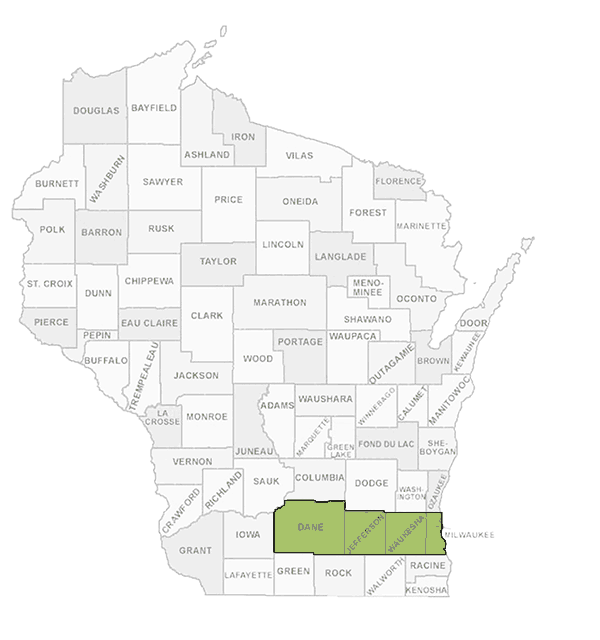 DOUGLAS
BAYFIELD
ASHLAND
IRON
VILAS
BURNETT
WASHBURN
SAWYER
PRICE
ONEIDA
FLORENCE
FOREST
MARINETTE
POLK
BARRON
RUSK
LINCOLN
LANGLADE
TAYLOR
ST. CROIX
DUNN
CHIPPEWA
MENO-
MINEE
OCONTO
MARATHON
CLARK
SHAWANO
DOOR
PIERCE
PEPIN
EAU CLAIRE
PORTAGE
WAUPACA
OUTAGAMIE
BROWN
KEWAUNEE
BUFFALO
TREMPEALEAU
JACKSON
WOOD
ADAMS
WAUSHARA
WINNEBAGO
CALUMET
MANITOWOC
LA
CROSSE
MONROE
JUNEAU
MARQUETTE
GREEN
LAKE
FOND DU LAC
SHE-
BOYGAN
VERNON
CRAWFORD
RICHLAND
SAUK
COLUMBIA
DODGE
WASH-
INGTON
OZAUKEE
GRANT
IOWA
DANE
JEFFERSON
WAUKESHA
MILWAUKEE
LAFAYETTE
GREEN
ROCK
WALWORTH
RACINE
KENOSHA